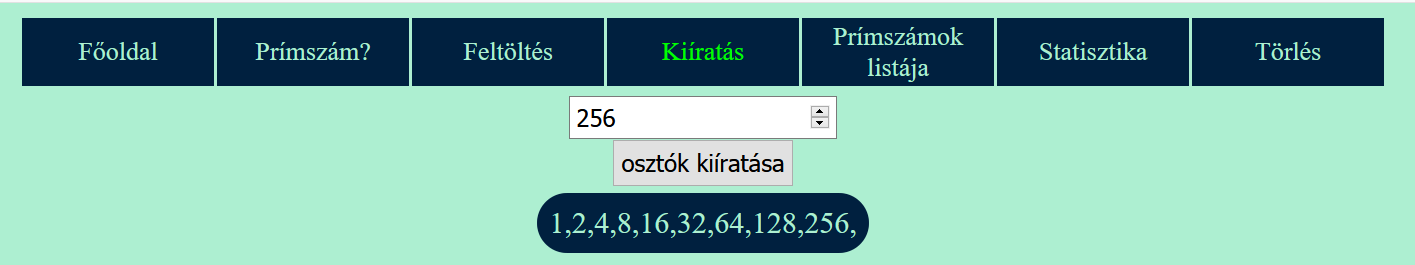 Főoldal
Prímszám?
Feltöltés
Kiíratás
Prímszámok
listája
Statisztika
Törlés
256
osztók kiíratása
1,2,4,8,16,32,64,128,256,